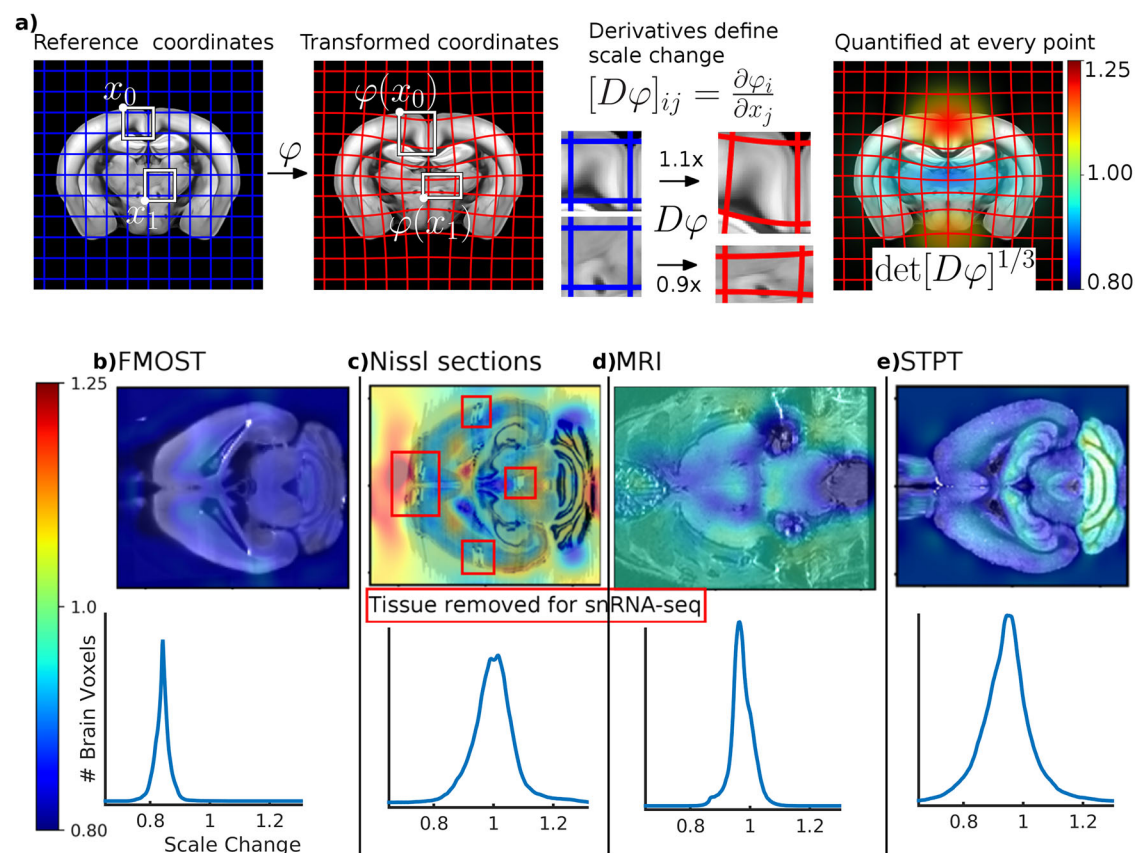 a)
Reference coordinates
Transformed coordinates
Derivatives define
scale change
Quantified at every point
x₀
x₁
φ
φ(x₀)
φ(x₁)
[Dφ]ᵢⱼ = ∂φᵢ/∂xⱼ
1.1x
Dφ
0.9x
det[Dφ]^{1/3}
1.25
1.00
0.80
b)FMOST
c)Nissl sections
d)MRI
e)STPT
1.25
1.0
0.80
Tissue removed for snRNA-seq
# Brain Voxels
0.8 1 1.2
Scale Change
0.8 1 1.2
0.8 1 1.2
0.8 1 1.2